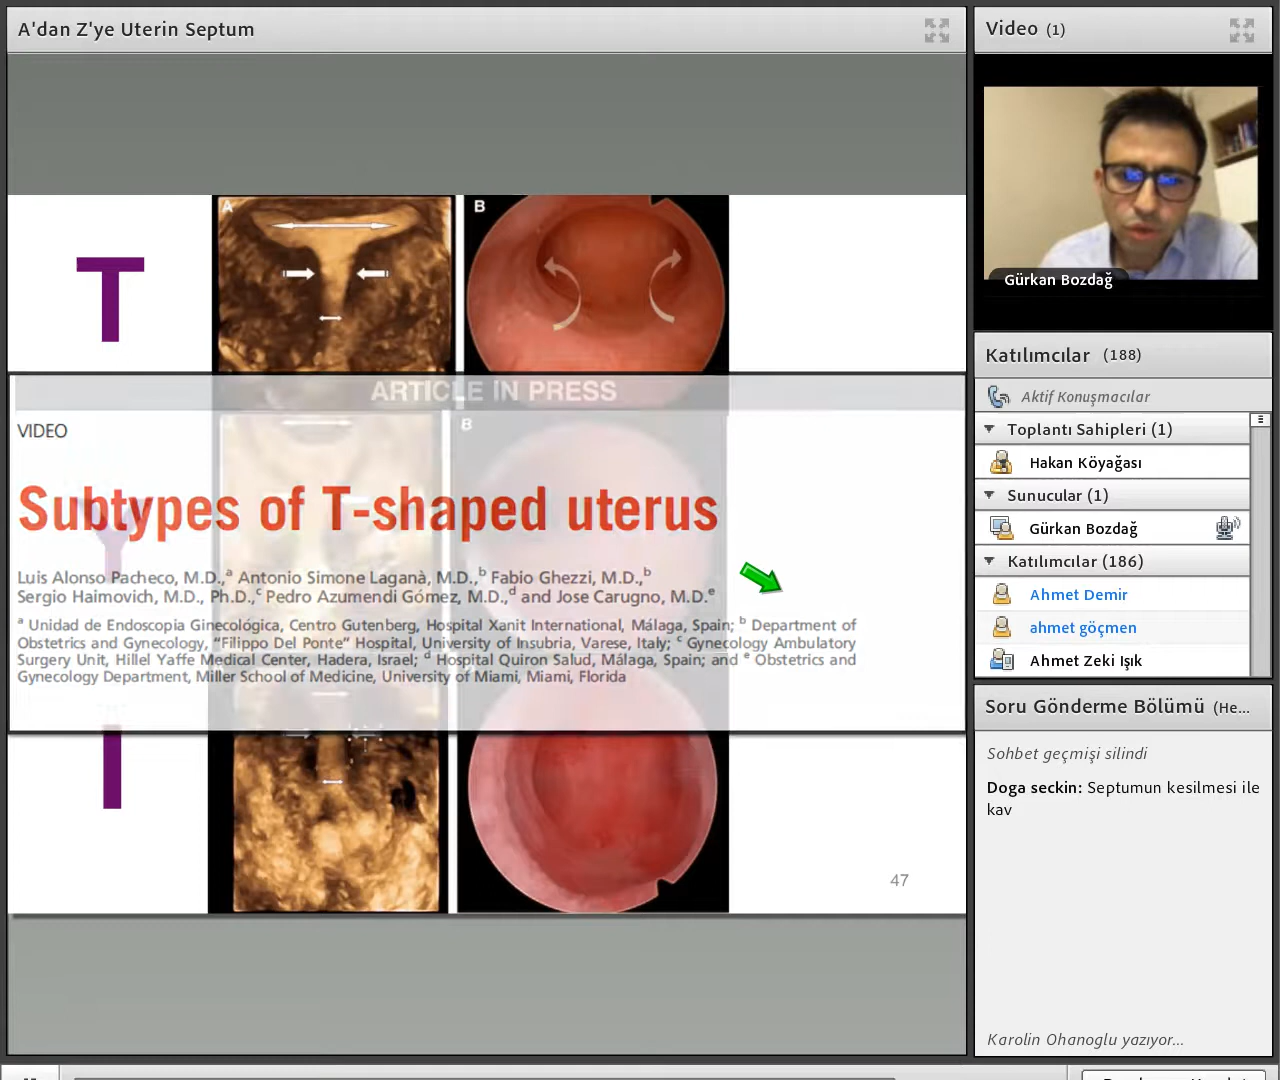 A'dan Z'ye Uterin Septum
A
B
T
ARTICLE IN PRESS
VIDEO
B
Subtypes of T-shaped uterus
Y
Luis Alonso Pacheco, M.D.,a Antonio Simone Laganà, M.D.,b Fabio Ghezzi, M.D.,b
Sergio Haimovich, M.D., Ph.D.,c Pedro Azumendi Gómez, M.D.,d and Jose Carugno, M.D.e
a Unidad de Endoscopia Ginecológica, Centro Gutenberg, Hospital Xanit International, Málaga, Spain; b Department of
Obstetrics and Gynecology, “Filippo Del Ponte” Hospital, University of Insubria, Varese, Italy; c Gynecology Ambulatory
Surgery Unit, Hillel Yaffe Medical Center, Hadera, Israel; d Hospital Quiron Salud, Málaga, Spain; and e Obstetrics and
Gynecology Department, Miller School of Medicine, University of Miami, Miami, Florida
I
47
Video (1)
Gürkan Bozdağ
Katılımcılar (188)
Aktif Konuşmacılar
Toplantı Sahipleri (1)
Hakan Köyağası
Sunucular (1)
Gürkan Bozdağ
Katılımcılar (186)
Ahmet Demir
ahmet göçmen
Ahmet Zeki Işık
Soru Gönderme Bölümü (He...
Sohbet geçmişi silindi
Doga seckin: Septumun kesilmesi ile
kav
Karolin Ohanoglu yazıyor...